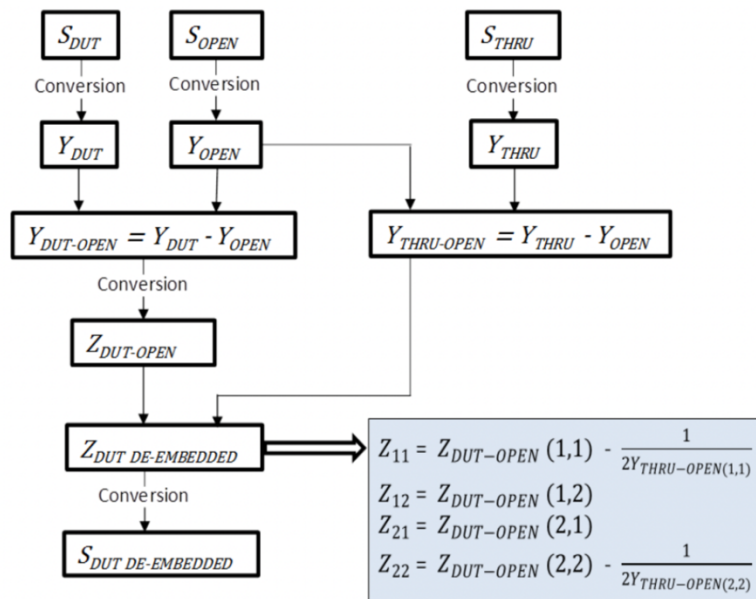 S_DUT
S_OPEN
S_THRU
Conversion
Conversion
Conversion
Y_DUT
Y_OPEN
Y_THRU
Y_DUT-OPEN = Y_DUT - Y_OPEN
Y_THRU-OPEN = Y_THRU - Y_OPEN
Conversion
Z_DUT-OPEN
Z_DUT DE-EMBEDDED
Conversion
S_DUT DE-EMBEDDED
Z₁₁ = Z_DUT−OPEN (1,1) - 1 / 2Y_THRU−OPEN(1,1)
Z₁₂ = Z_DUT−OPEN (1,2)
Z₂₁ = Z_DUT−OPEN (2,1)
Z₂₂ = Z_DUT−OPEN (2,2) - 1 / 2Y_THRU−OPEN(2,2)